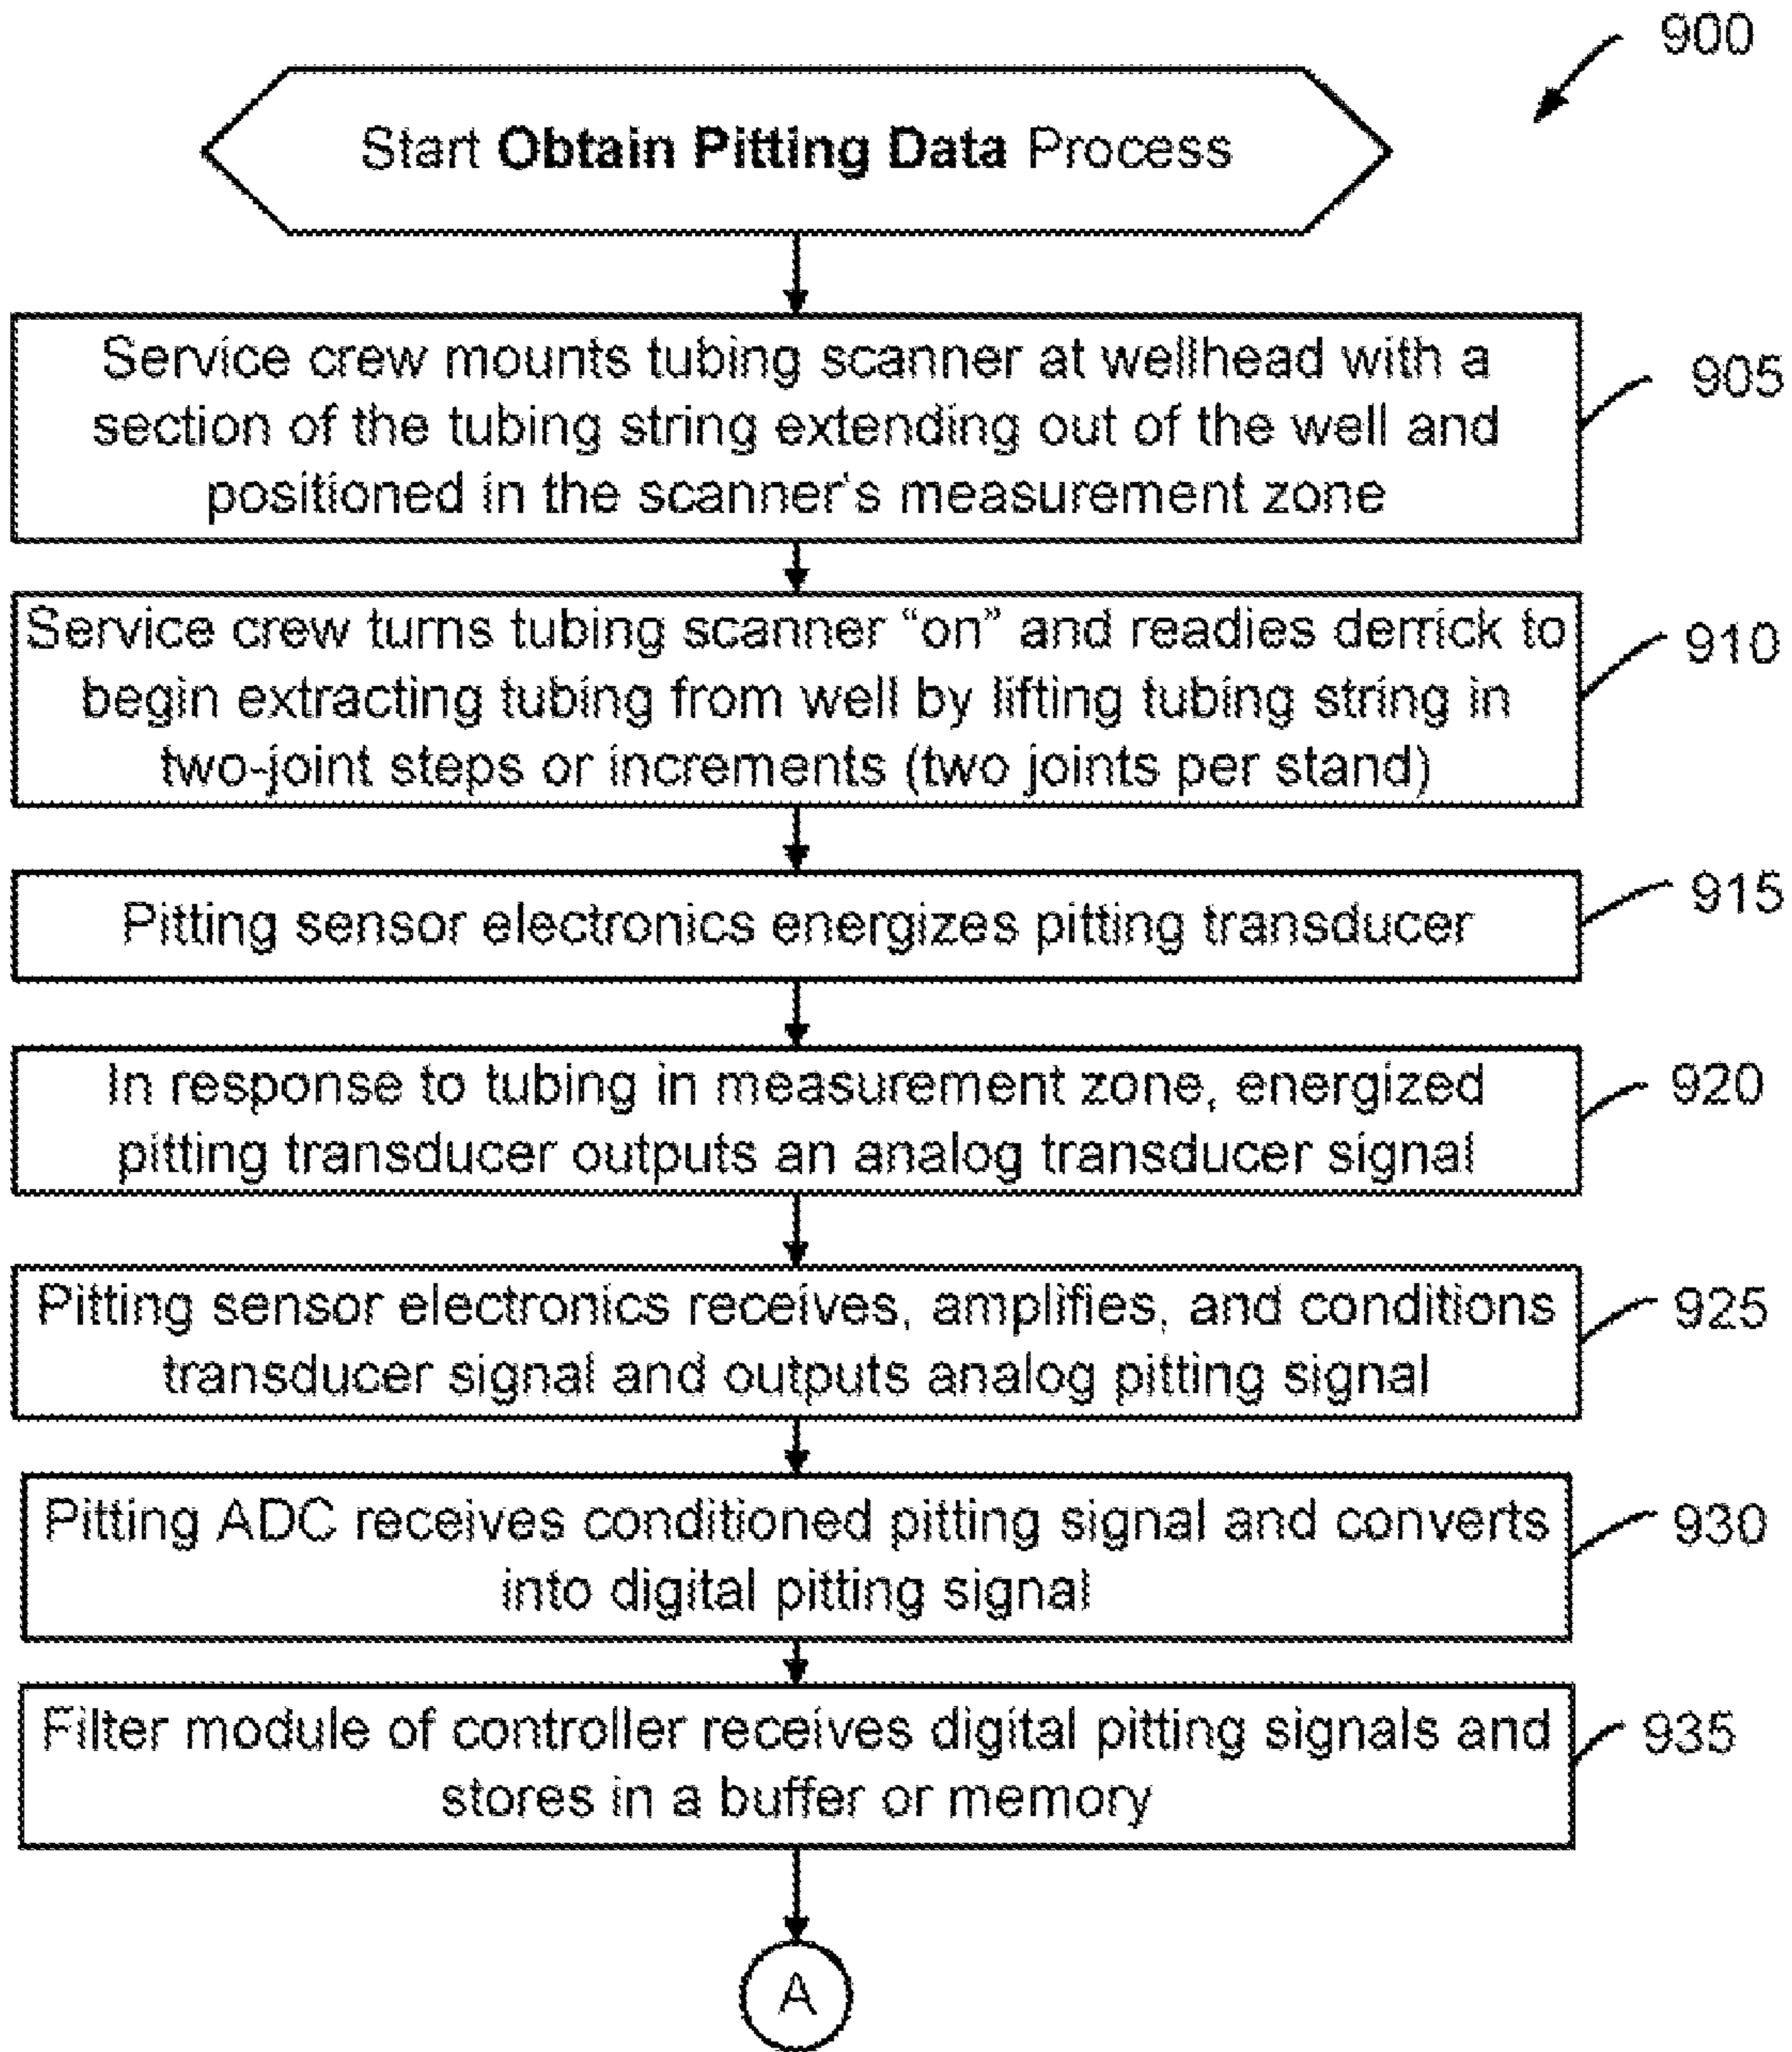 900
Start Obtain Pitting Data Process
Service crew mounts tubing scanner at wellhead with a
section of the tubing string extending out of the well and
positioned in the scanner's measurement zone
905
Service crew turns tubing scanner “on” and readies derrick to
begin extracting tubing from well by lifting tubing string in
two-joint steps or increments (two joints per stand)
910
Pitting sensor electronics energizes pitting transducer
915
In response to tubing in measurement zone, energized
pitting transducer outputs an analog transducer signal
920
Pitting sensor electronics receives, amplifies, and conditions
transducer signal and outputs analog pitting signal
925
Pitting ADC receives conditioned pitting signal and converts
into digital pitting signal
930
Filter module of controller receives digital pitting signals and
stores in a buffer or memory
935
A